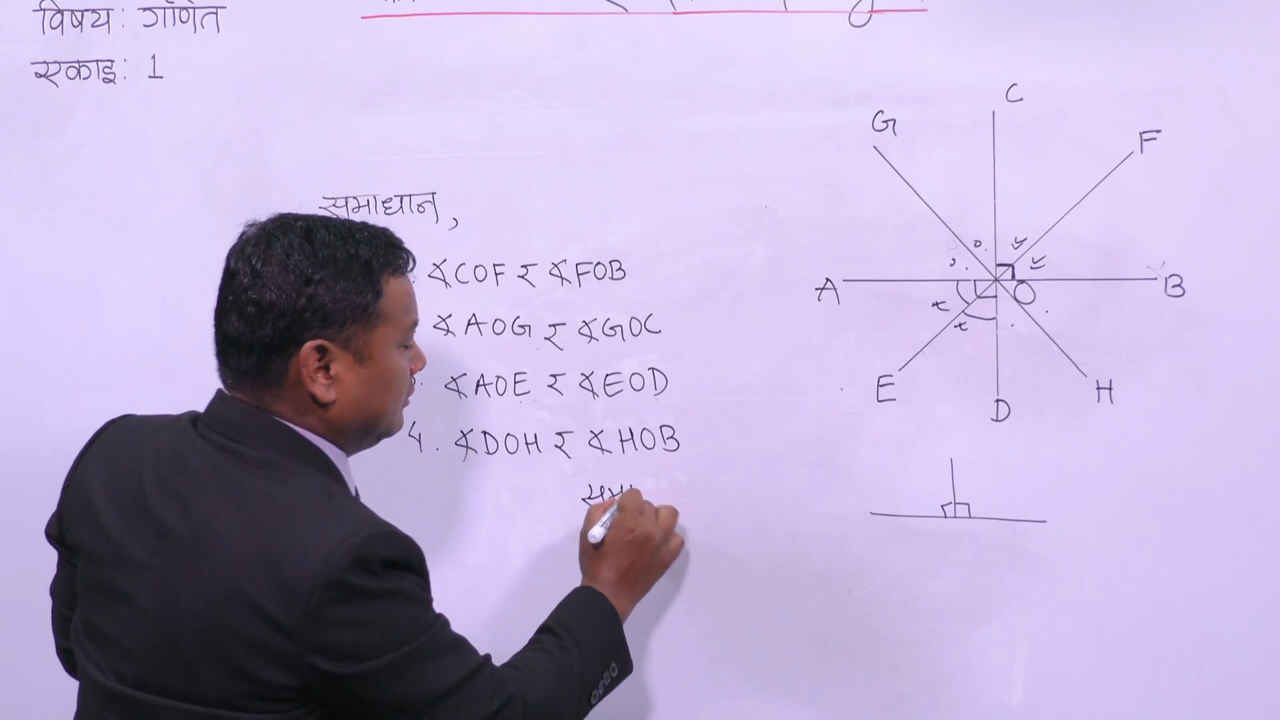 विषय: गणित
एकाइ: 1
समाधान,
∡COF र ∡FOB
∡AOG र ∡GOC
∡AOE र ∡EOD
4. ∡DOH र ∡HOB
C
G
F
A
O
B
E
D
H